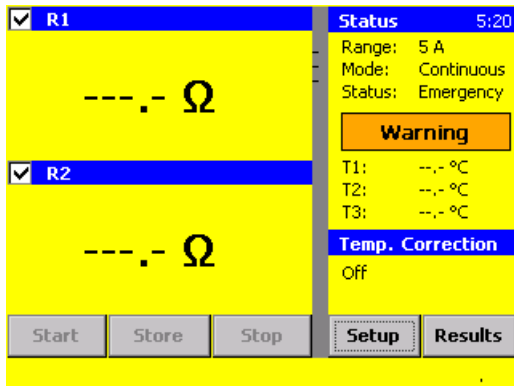 R1
---.- Ω
R2
---.- Ω
Start Store Stop
Status 5:20
Range: 5 A
Mode: Continuous
Status: Emergency
Warning
T1: --.- °C
T2: --.- °C
T3: --.- °C
Temp. Correction
Off
Setup Results